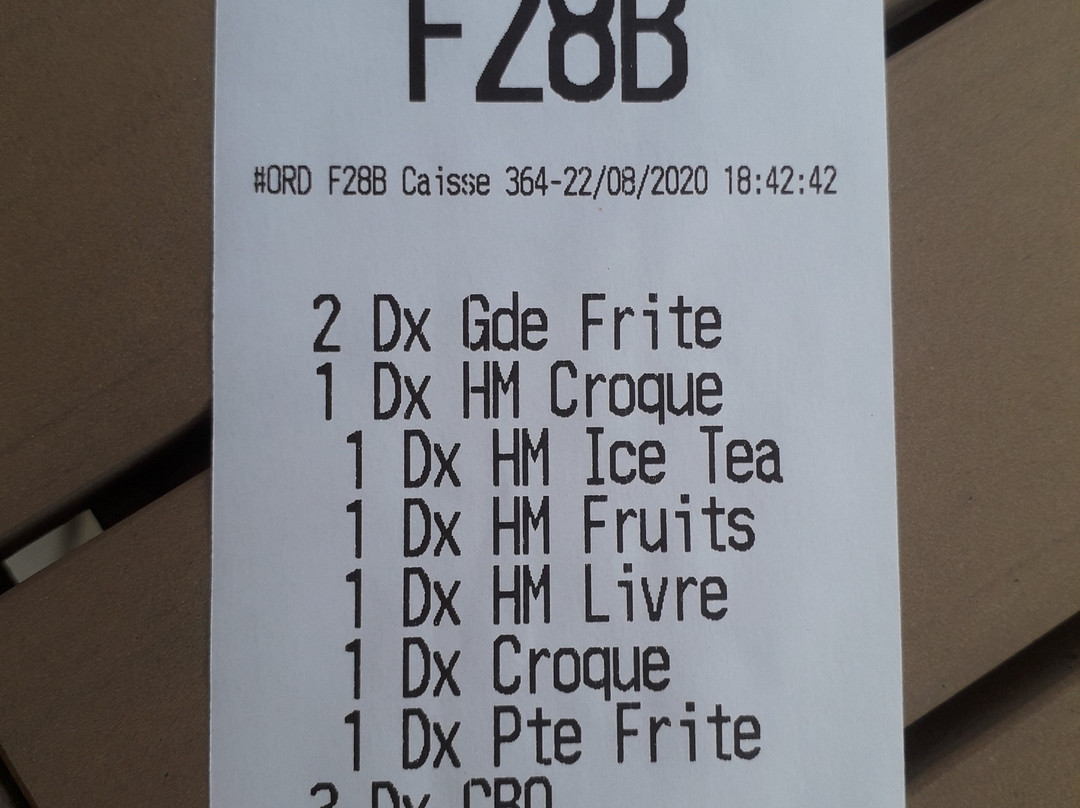 F28B
#ORD F28B Caisse 364-22/08/2020 18:42:42
2 Dx Gde Frite
1 Dx HM Croque
1 Dx HM Ice Tea
1 Dx HM Fruits
1 Dx HM Livre
1 Dx Croque
1 Dx Pte Frite
Dx CBO